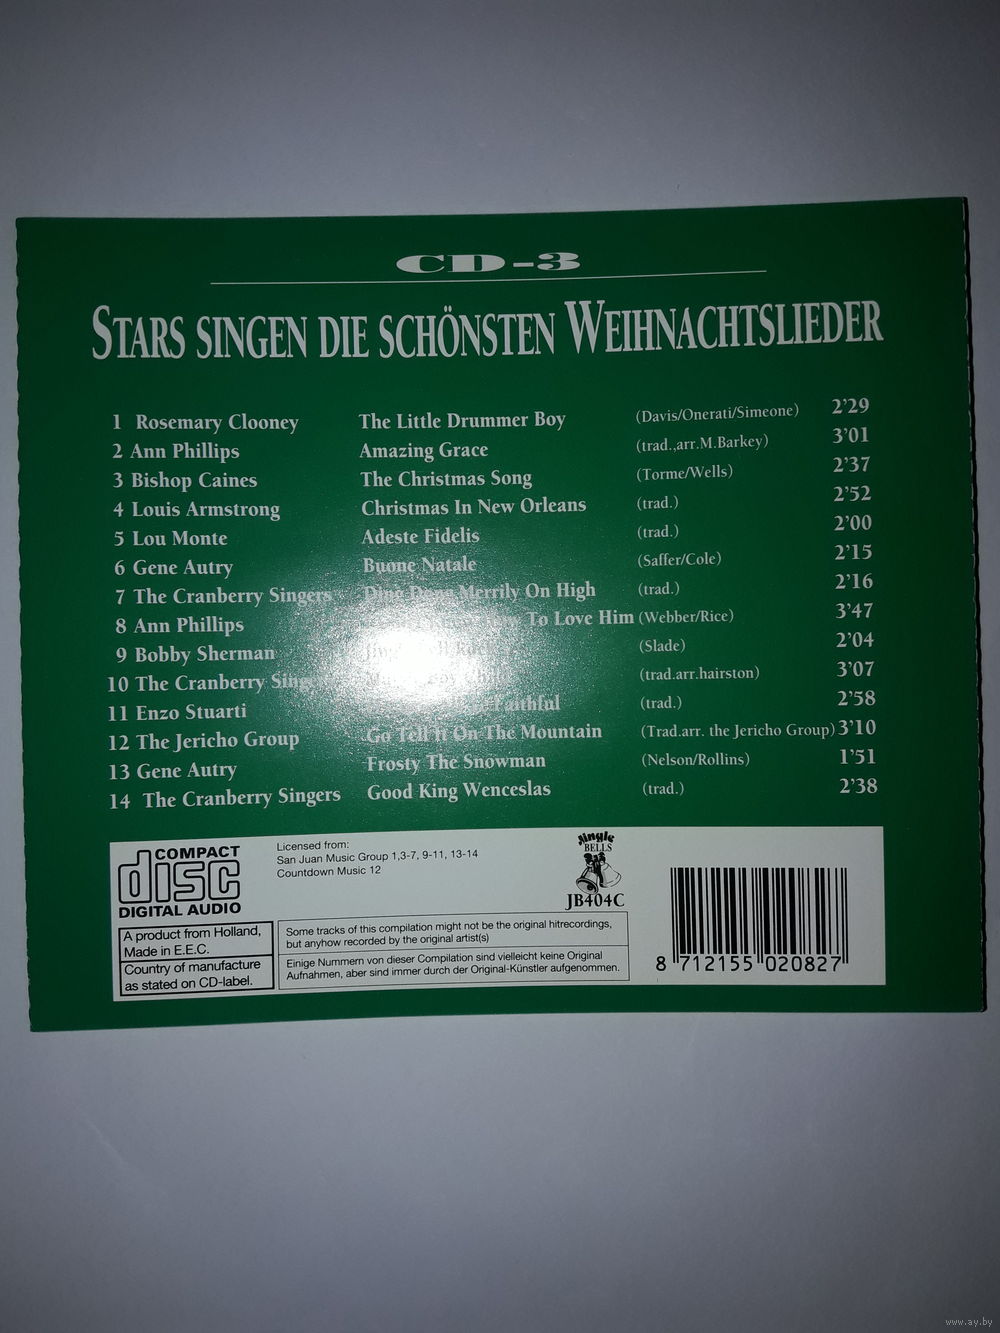 CD-3
STARS SINGEN DIE SCHÖNSTEN WEIHNACHTSLIEDER
1 Rosemary Clooney The Little Drummer Boy (Davis/Onerati/Simeone) 2'29
2 Ann Phillips Amazing Grace (trad.,arr.M.Barkey) 3'01
3 Bishop Caines The Christmas Song (Torme/Wells) 2'37
4 Louis Armstrong Christmas In New Orleans (trad.) 2'52
5 Lou Monte Adeste Fidelis (trad.) 2'00
6 Gene Autry Buone Natale (Saffer/Cole) 2'15
7 The Cranberry Singers Ding Dong Merrily On High (trad.) 2'16
8 Ann Phillips To Love Him (Webber/Rice) 3'47
9 Bobby Sherman (Slade) 2'04
10 The Cranberry Singers (trad.arr.hairston) 3'07
11 Enzo Stuarti Faithful (trad.) 2'58
12 The Jericho Group Go Tell It On The Mountain (Trad.arr. the Jericho Group) 3'10
13 Gene Autry Frosty The Snowman (Nelson/Rollins) 1'51
14 The Cranberry Singers Good King Wenceslas (trad.) 2'38
COMPACT
disc
DIGITAL AUDIO
Licensed from:
San Juan Music Group 1,3-7, 9-11, 13-14
Countdown Music 12
Jingle
BELLS
JB404C
A product from Holland,
Made in E.E.C.
Country of manufacture
as stated on CD-label.
Some tracks of this compilation might not be the original hitrecordings,
but anyhow recorded by the original artist(s)
Einige Nummern von dieser Compilation sind vielleicht keine Original
Aufnahmen, aber sind immer durch der Original-Künstler aufgenommen.
8 712155 020827
www.ay.by